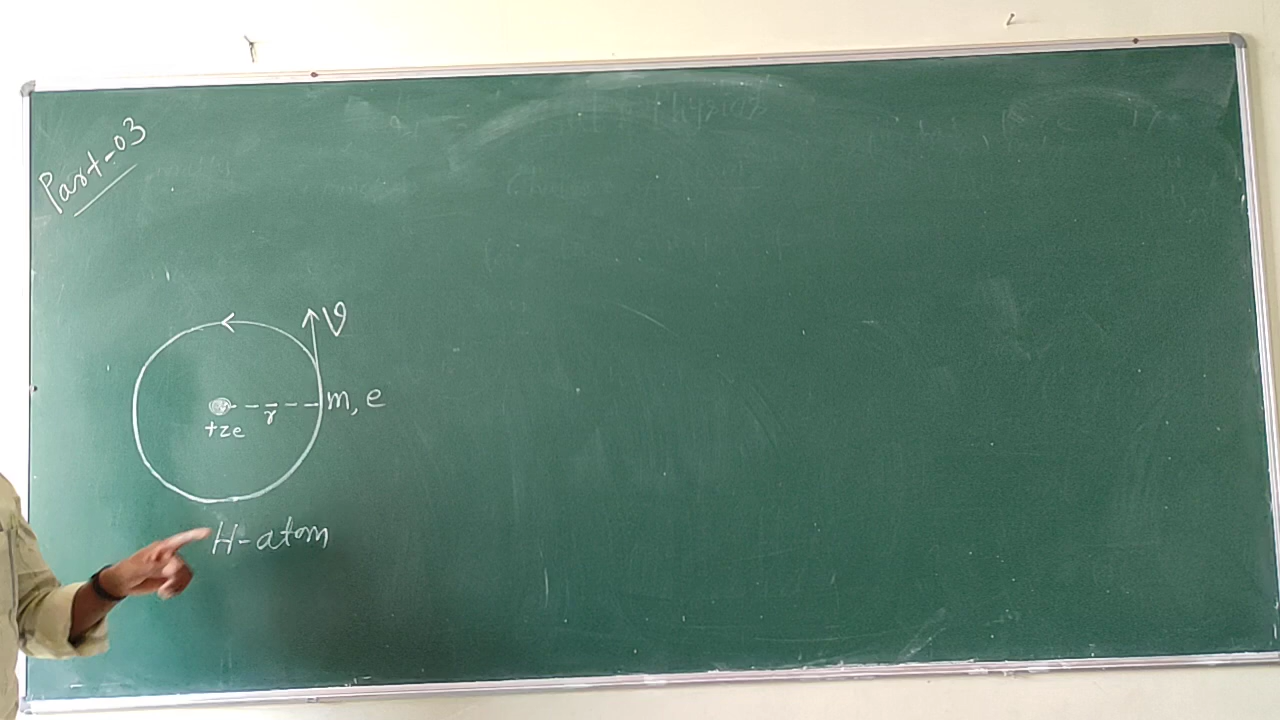 Part-03
V
m, e
r
+ze
H-atom